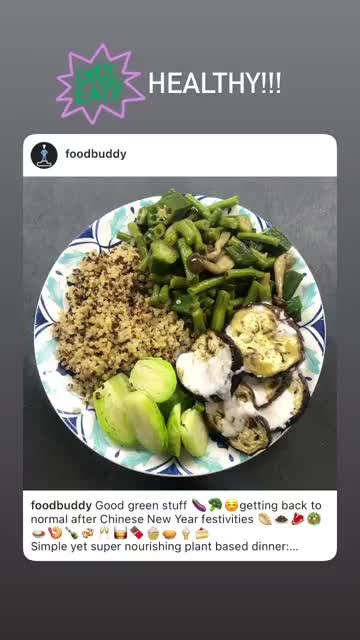 LET'S
EAT!
HEALTHY!!!
foodbuddy
foodbuddy Good green stuff 🍆🥦☺️getting back to
normal after Chinese New Year festivities
Simple yet super nourishing plant based dinner:...